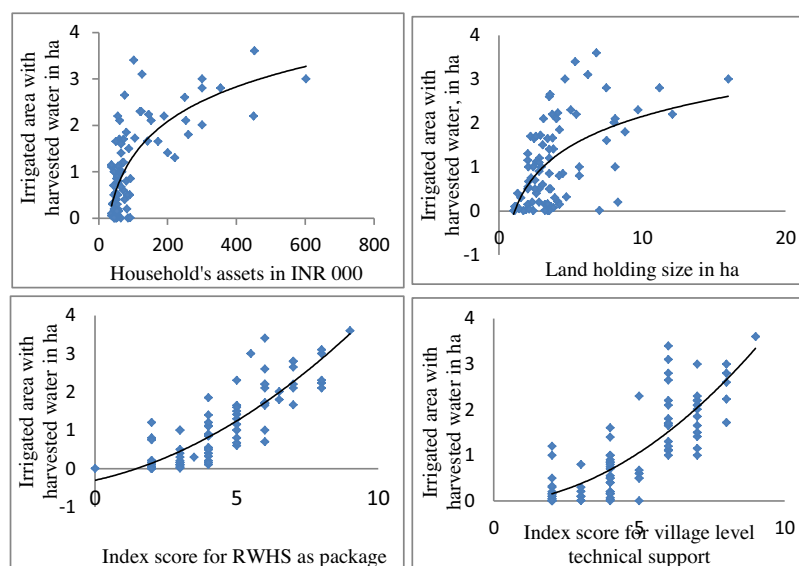 Irrigated area with
harvested water in ha
4
3
2
1
0
0 200 400 600 800
Household's assets in INR 000
Irrigated area with
harvested water, in ha
4
3
2
1
0
-1
0 10 20
Land holding size in ha
Irrigated area with
harvested water in ha
4
3
2
1
0
-1
0 5 10
Index score for RWHS as package
Irrigated area with
harvested water in ha
4
3
2
1
0
0 5 10
Index score for village level
technical support